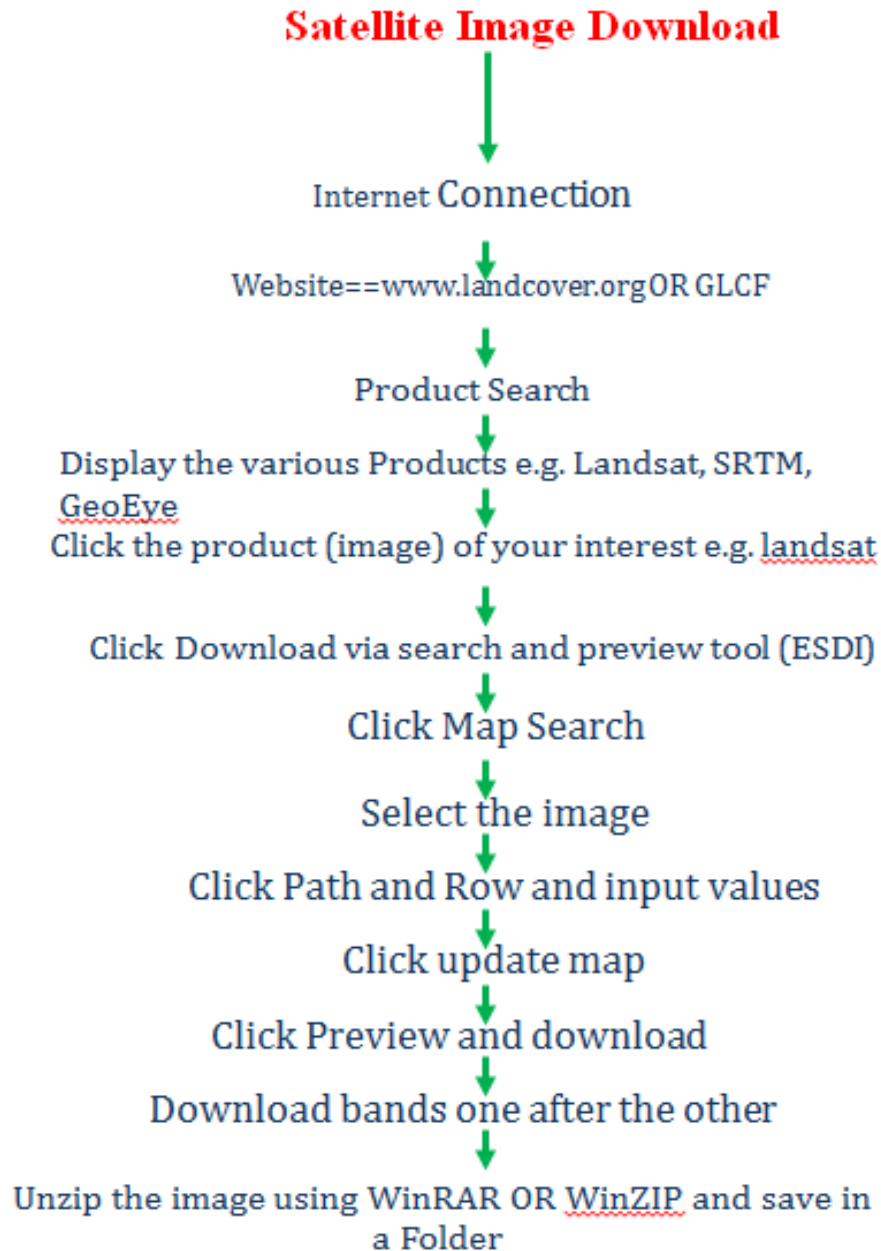 Satellite Image Download
Internet Connection
Website==www.landcover.orgOR GLCF
Product Search
Display the various Products e.g. Landsat, SRTM,
GeoEye
Click the product (image) of your interest e.g. landsat
Click Download via search and preview tool (ESDI)
Click Map Search
Select the image
Click Path and Row and input values
Click update map
Click Preview and download
Download bands one after the other
Unzip the image using WinRAR OR WinZIP and save in
a Folder